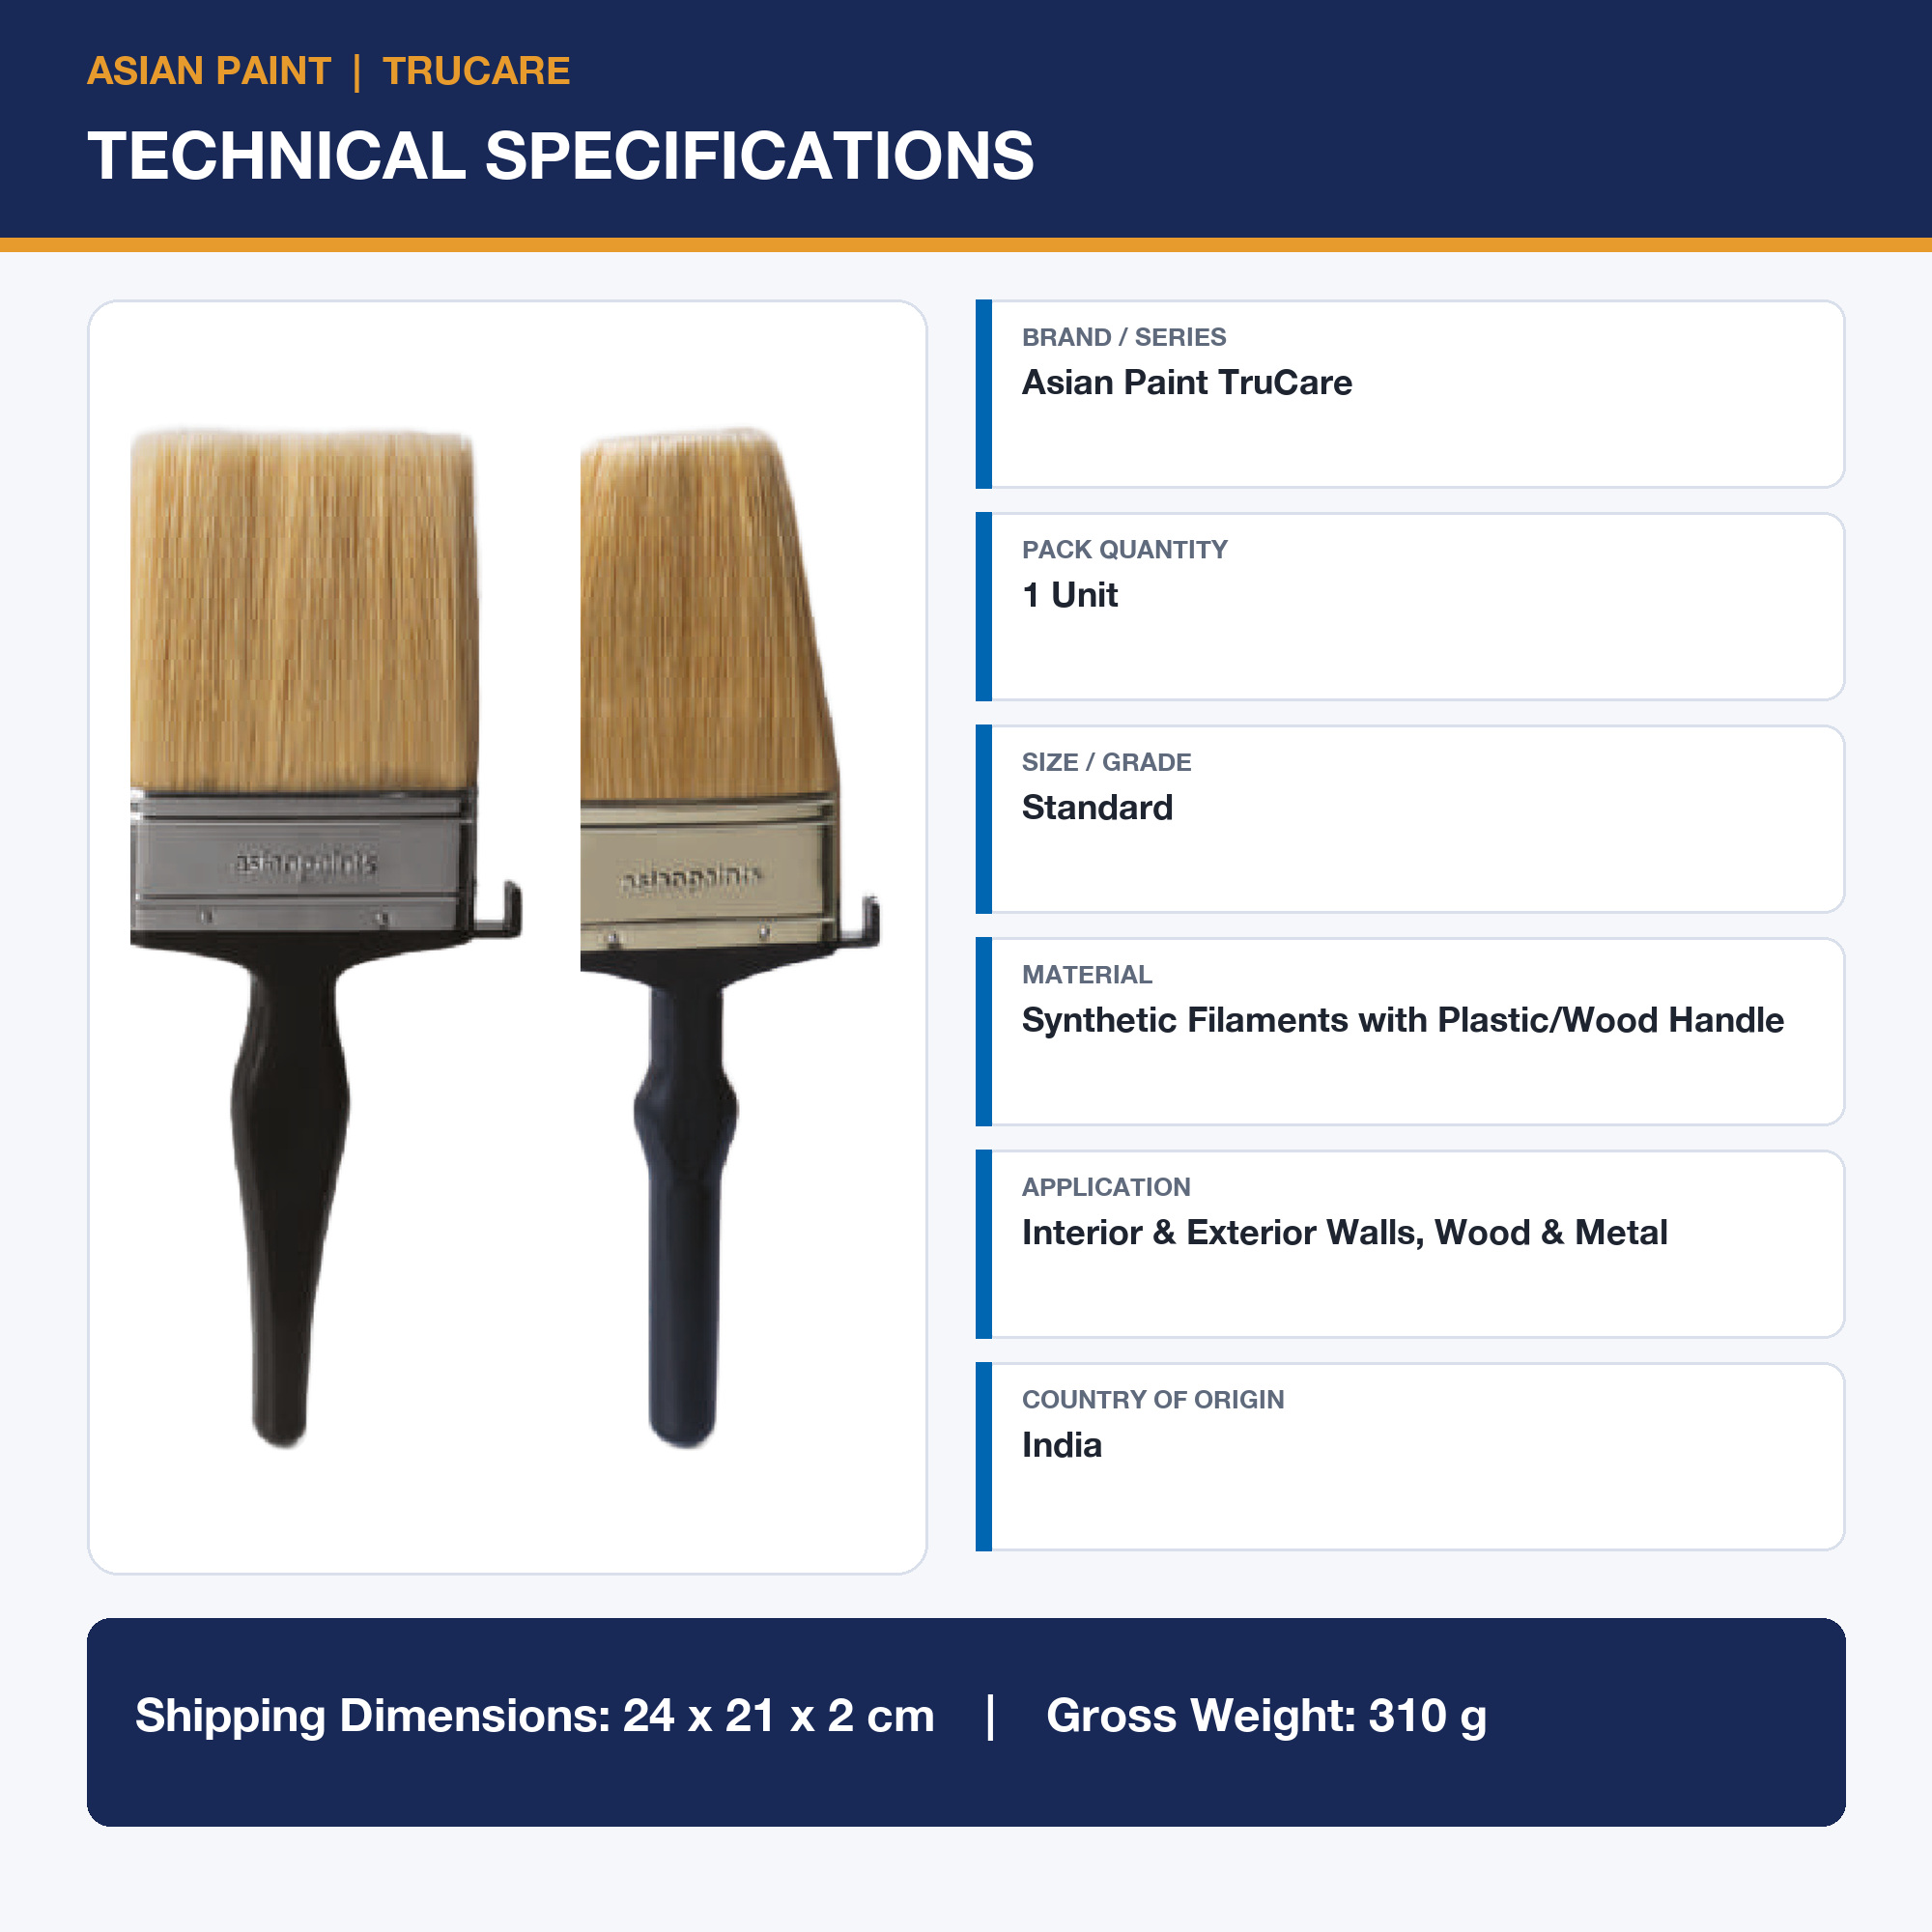 ASIAN PAINT | TRUCARE
TECHNICAL SPECIFICATIONS
asianpaints
asianpaints
BRAND / SERIES
Asian Paint TruCare
PACK QUANTITY
1 Unit
SIZE / GRADE
Standard
MATERIAL
Synthetic Filaments with Plastic/Wood Handle
APPLICATION
Interior & Exterior Walls, Wood & Metal
COUNTRY OF ORIGIN
India
Shipping Dimensions: 24 x 21 x 2 cm | Gross Weight: 310 g